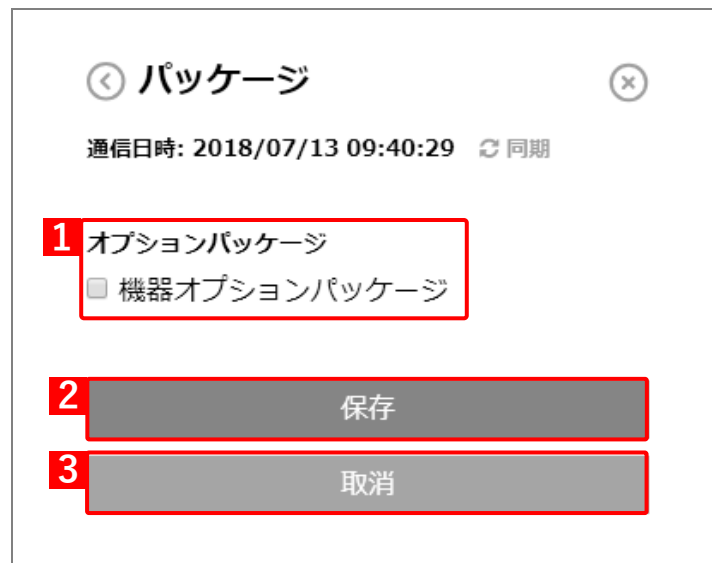 パッケージ
通信日時: 2018/07/13 09:40:29 同期
1 オプションパッケージ
機器オプションパッケージ
2 保存
3 取消